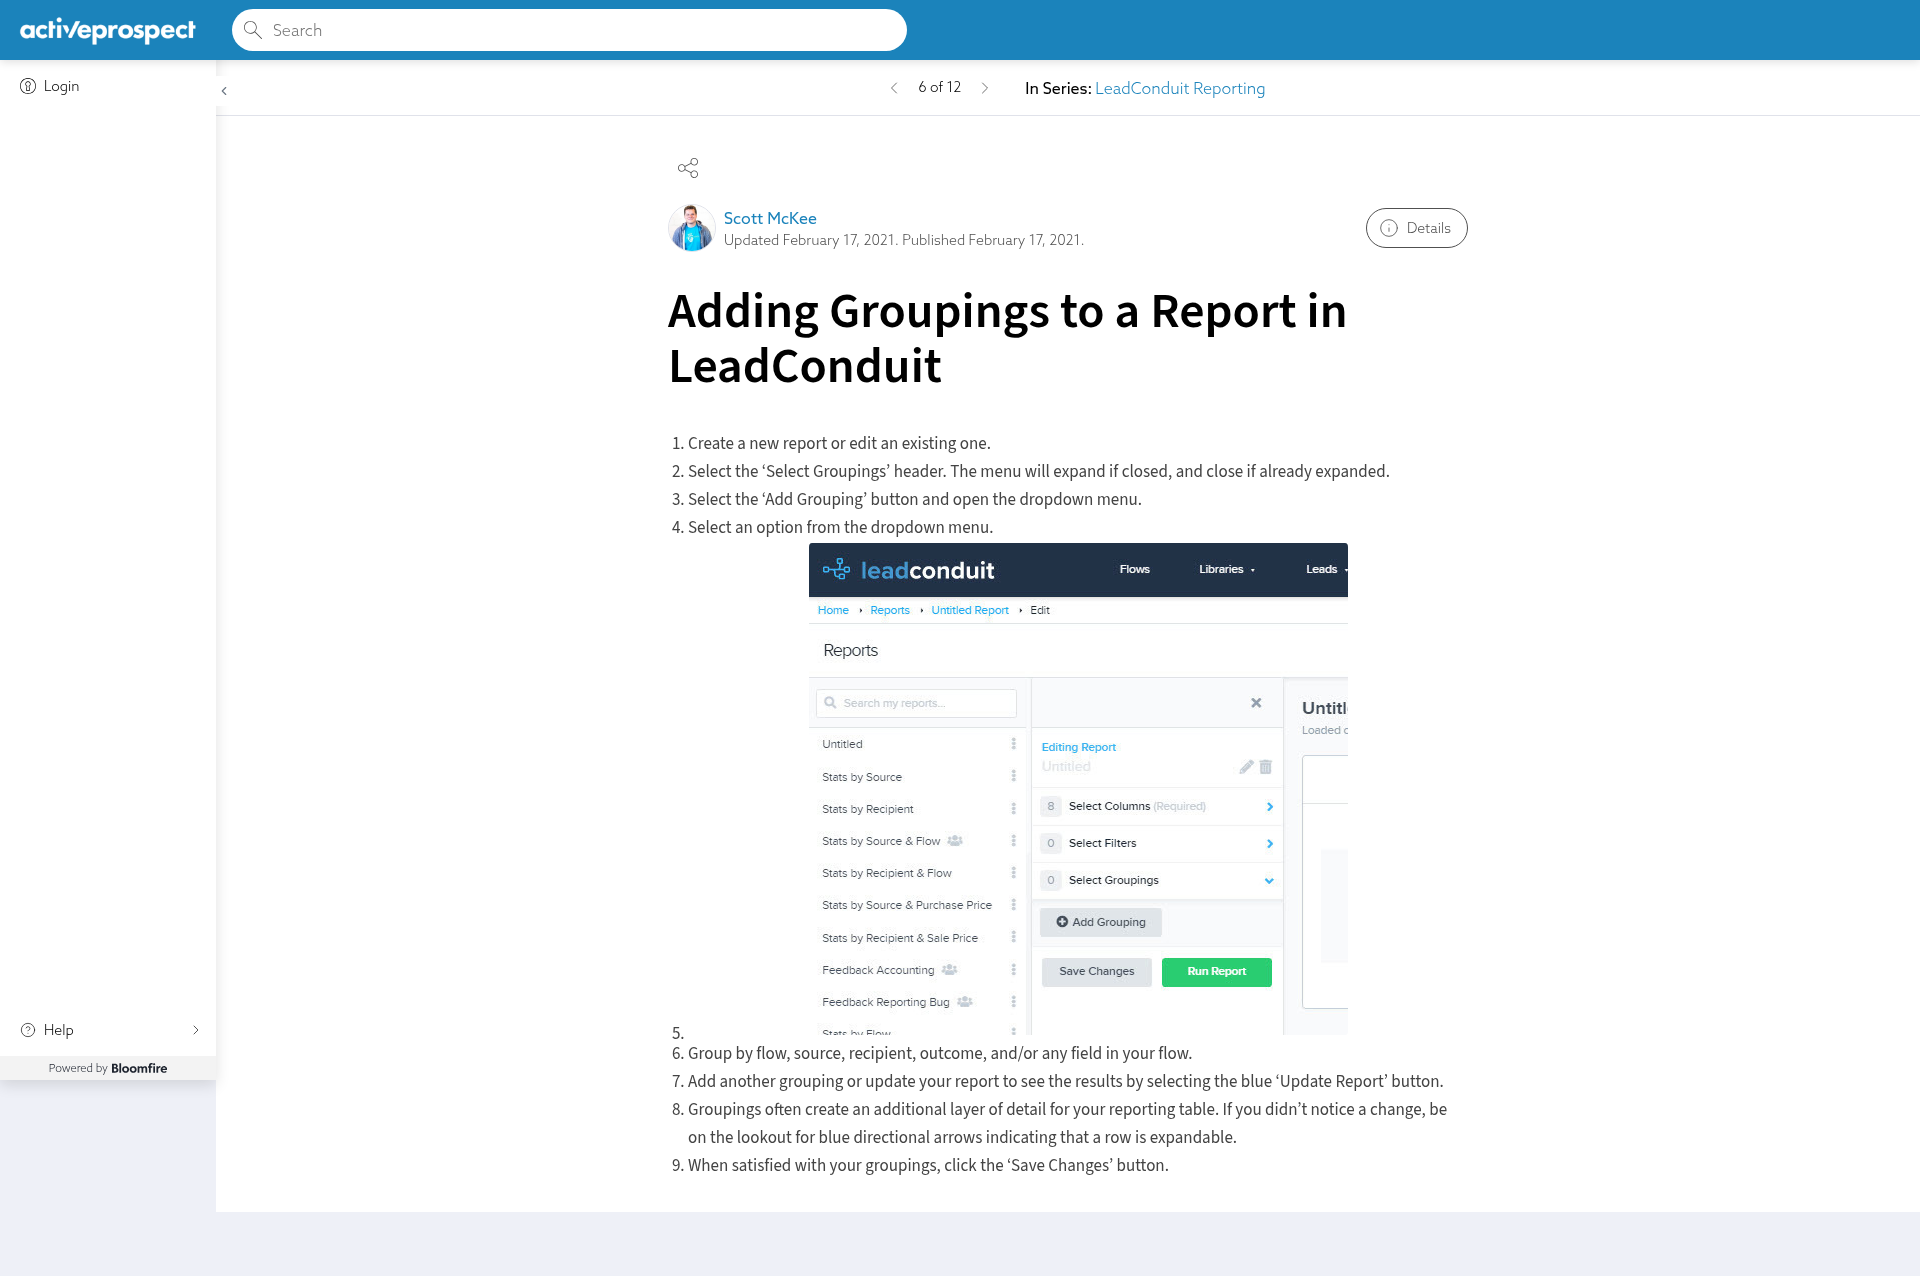 activeprospect
Search
Login
6 of 12
In Series: LeadConduit Reporting
Scott McKee
Updated February 17, 2021. Published February 17, 2021.
Details
Adding Groupings to a Report in
LeadConduit
1. Create a new report or edit an existing one.
2. Select the ‘Select Groupings’ header. The menu will expand if closed, and close if already expanded.
3. Select the ‘Add Grouping’ button and open the dropdown menu.
4. Select an option from the dropdown menu.
leadconduit
Flows
Libraries
Leads
Home
Reports
Untitled Report
Edit
Reports
Search my reports...
Untitled
Stats by Source
Stats by Recipient
Stats by Source & Flow
Stats by Recipient & Flow
Stats by Source & Purchase Price
Stats by Recipient & Sale Price
Feedback Accounting
Feedback Reporting Bug
Stats by Flow
Editing Report
Untitled
8 Select Columns (Required)
0 Select Filters
0 Select Groupings
Add Grouping
Save Changes
Run Report
Untitl
Loaded
5.
6. Group by flow, source, recipient, outcome, and/or any field in your flow.
7. Add another grouping or update your report to see the results by selecting the blue ‘Update Report’ button.
8. Groupings often create an additional layer of detail for your reporting table. If you didn’t notice a change, be
on the lookout for blue directional arrows indicating that a row is expandable.
9. When satisfied with your groupings, click the ‘Save Changes’ button.
Help
Powered by Bloomfire